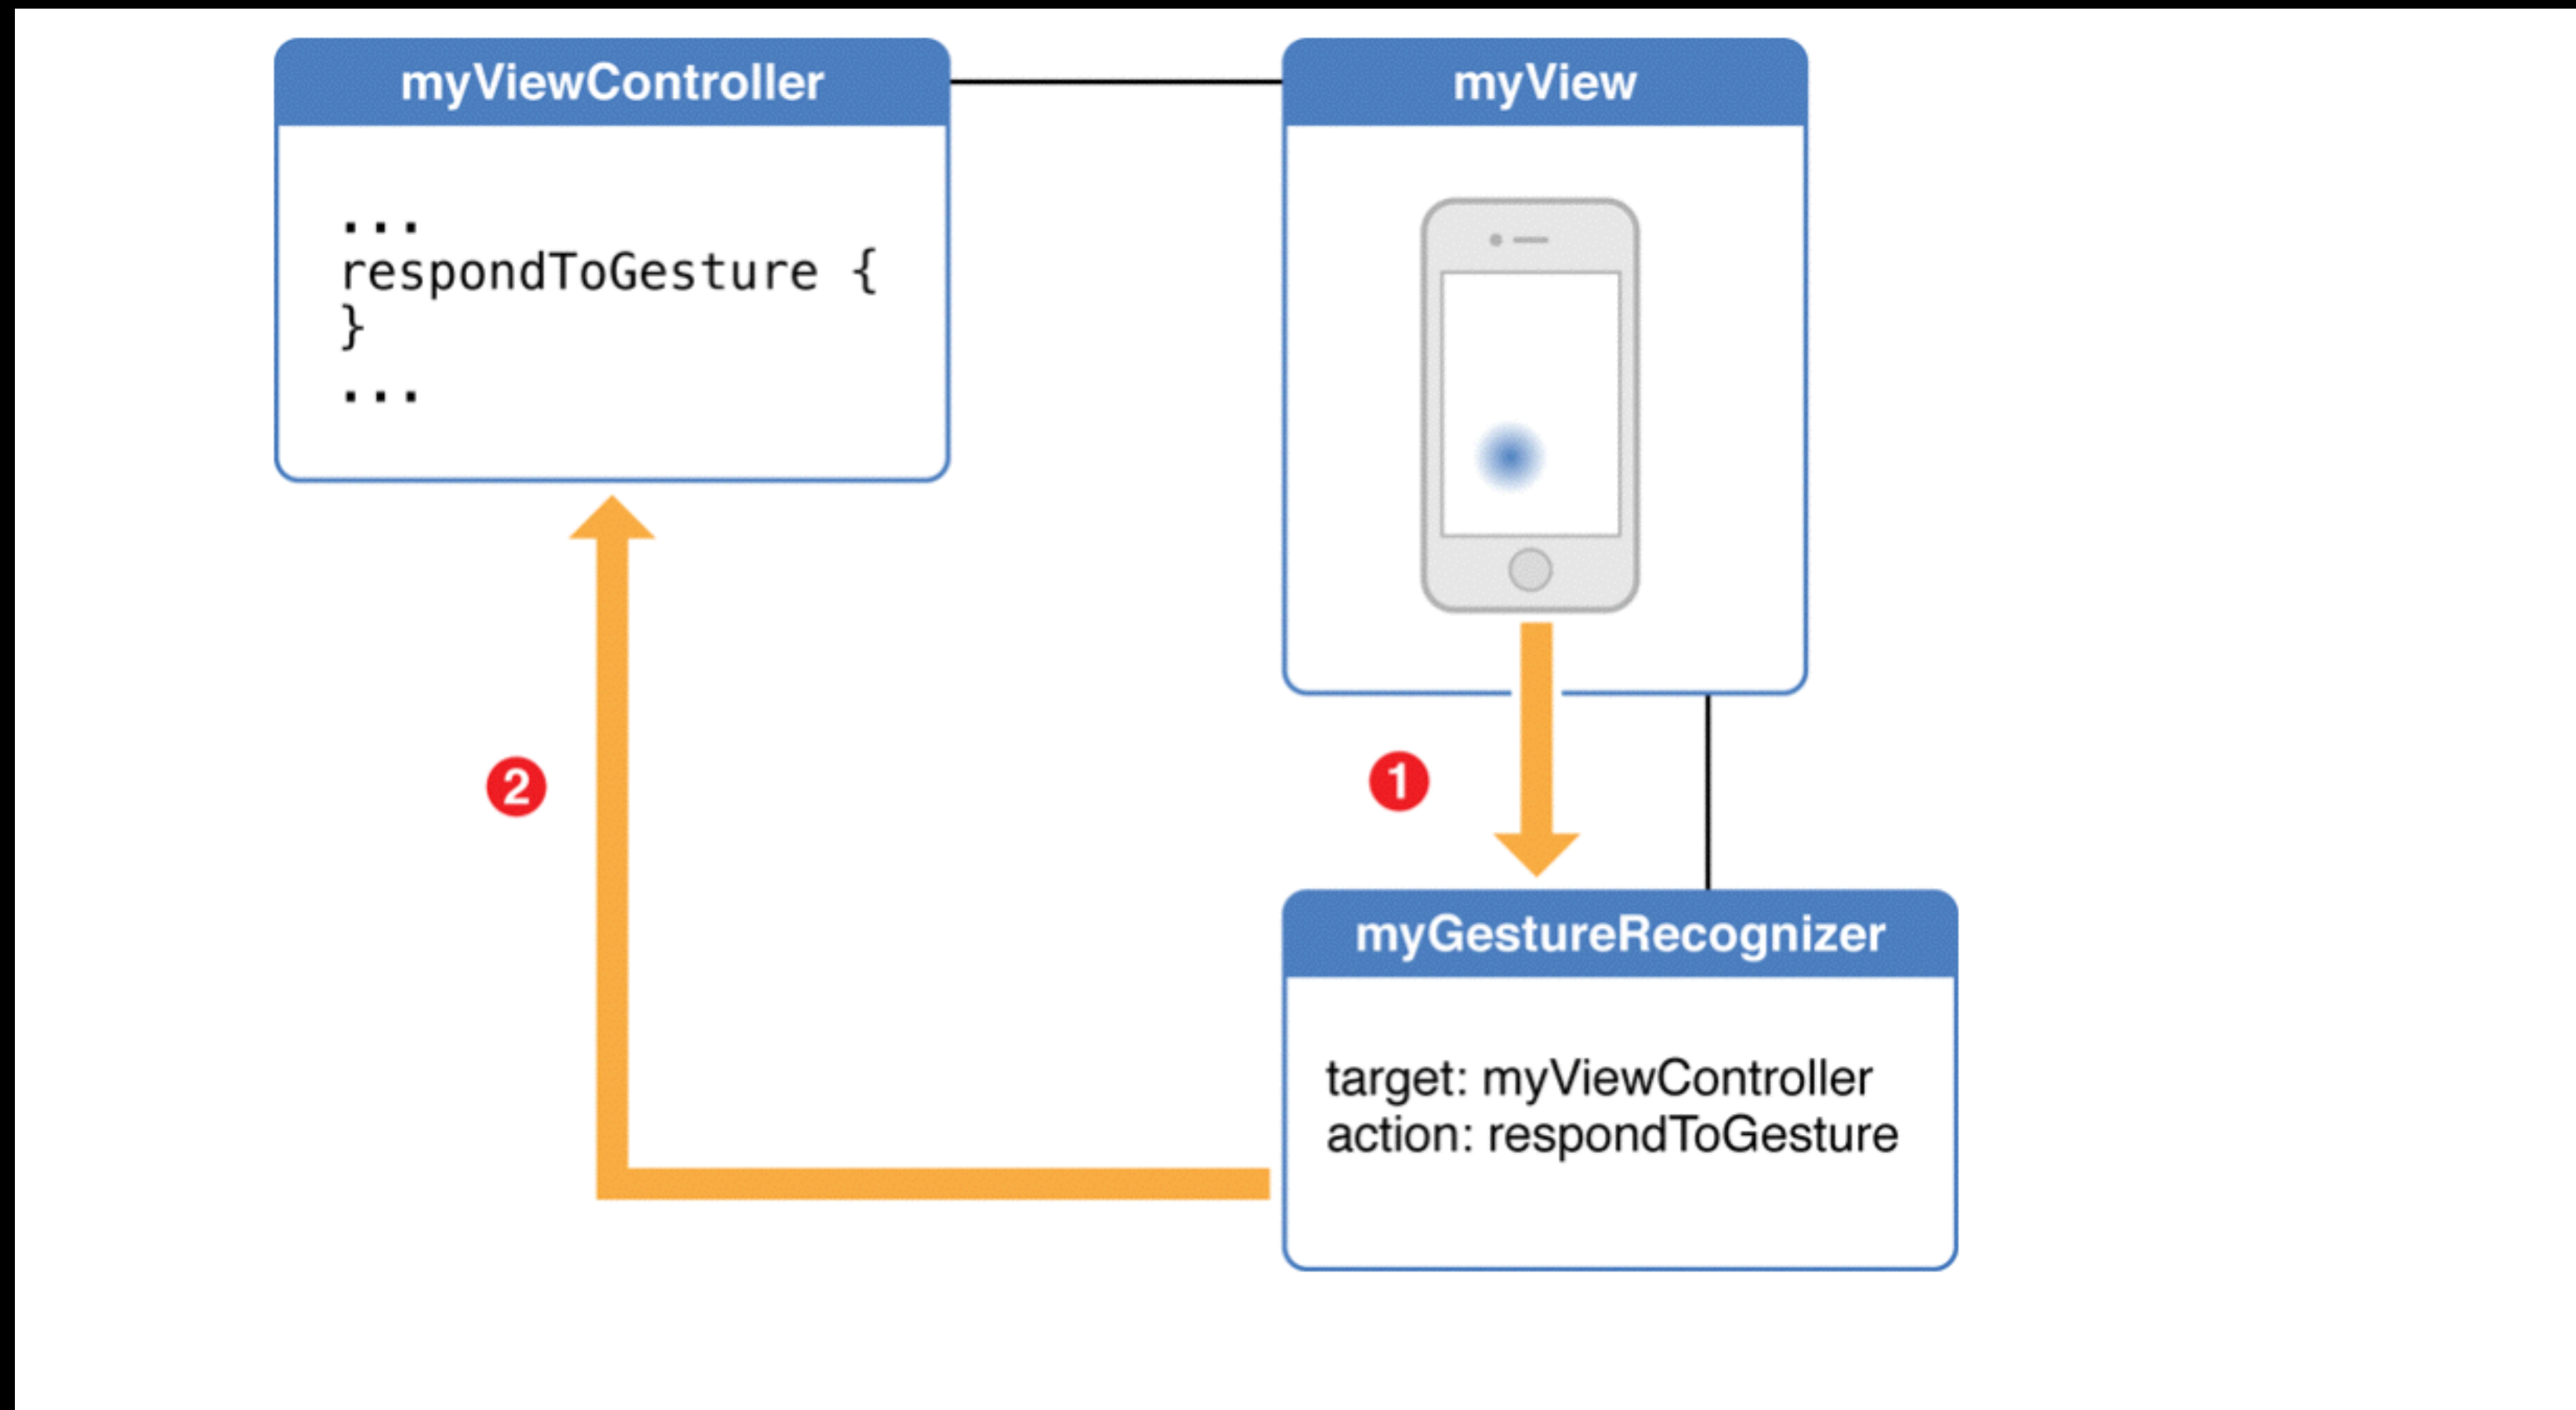 myViewController
...
respondToGesture {
}
...
myView
1
2
myGestureRecognizer
target: myViewController
action: respondToGesture